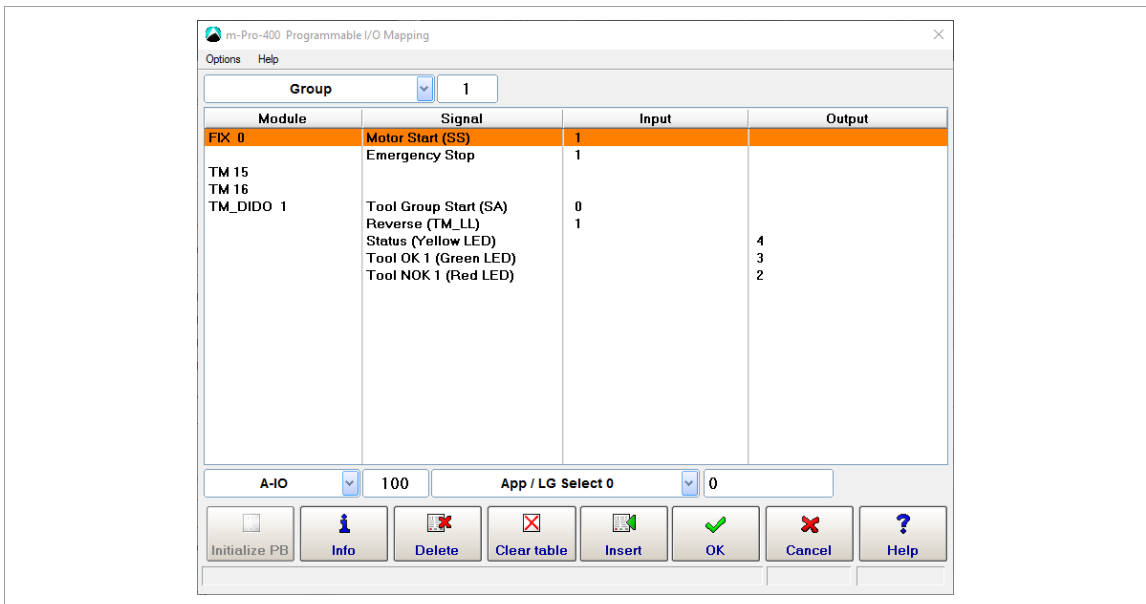 m-Pro-400 Programmable I/O Mapping
Options Help
Group 1
Module Signal Input Output
FIX 0 Motor Start (SS) 1
Emergency Stop 1
TM 15
TM 16
TM_DIDO 1 Tool Group Start (SA) 0
Reverse (TM_LL) 1
Status (Yellow LED) 4
Tool OK 1 (Green LED) 3
Tool NOK 1 (Red LED) 2
A-IO 100 App / LG Select 0 0
Initialize PB Info Delete Clear table Insert OK Cancel Help